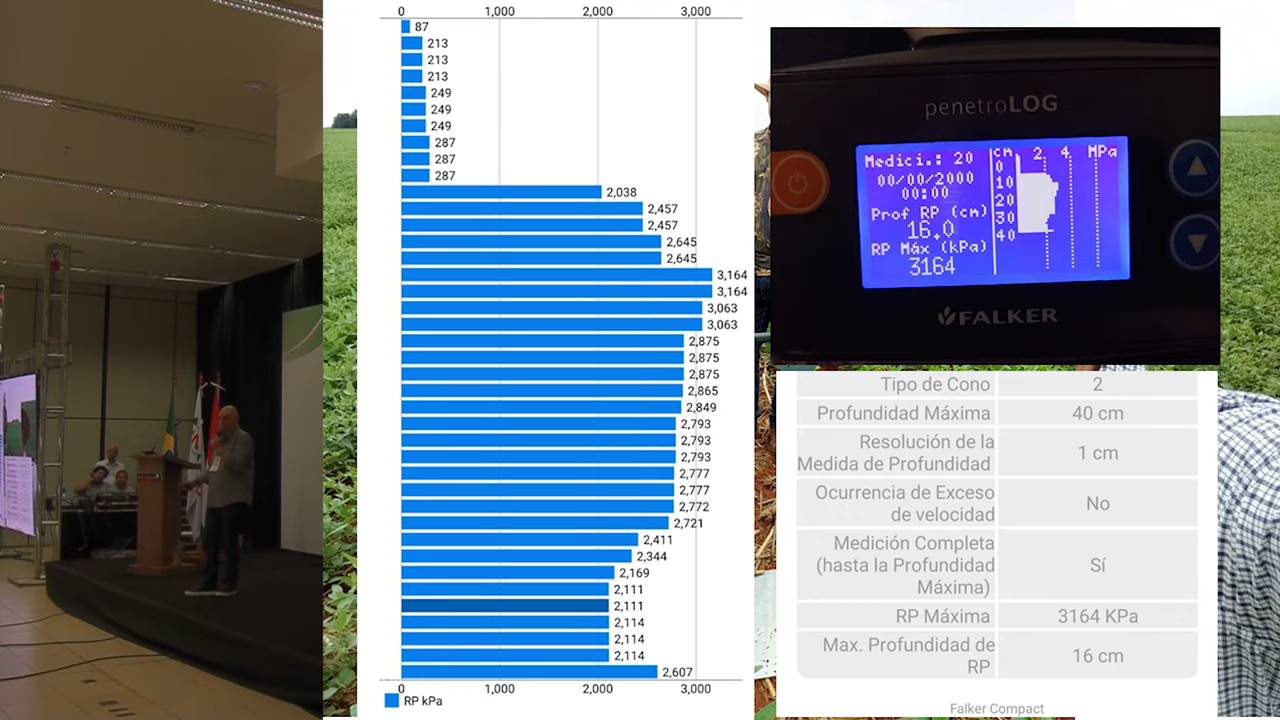 0 1,000 2,000 3,000
87
213
213
213
249
249
249
287
287
287
2,038
2,457
2,457
2,645
2,645
3,164
3,164
3,063
3,063
2,875
2,875
2,875
2,865
2,849
2,793
2,793
2,793
2,777
2,777
2,772
2,721
2,411
2,344
2,169
2,111
2,111
2,114
2,114
2,114
2,607
0 1,000 2,000 3,000
RP kPa
penetroLOG
Medici.: 20
00/00/2000
00:00
Prof RP (cm)
16.0
RP Máx (kPa)
3164
cm 2 4 MPa
0
10
20
30
40
FALKER
Tipo de Cono 2
Profundidad Máxima 40 cm
Resolución de la
Medida de Profundidad 1 cm
Ocurrencia de Exceso
de velocidad No
Medición Completa
(hasta la Profundidad
Máxima) Sí
RP Máxima 3164 KPa
Max. Profundidad de
RP 16 cm
Falker Compact